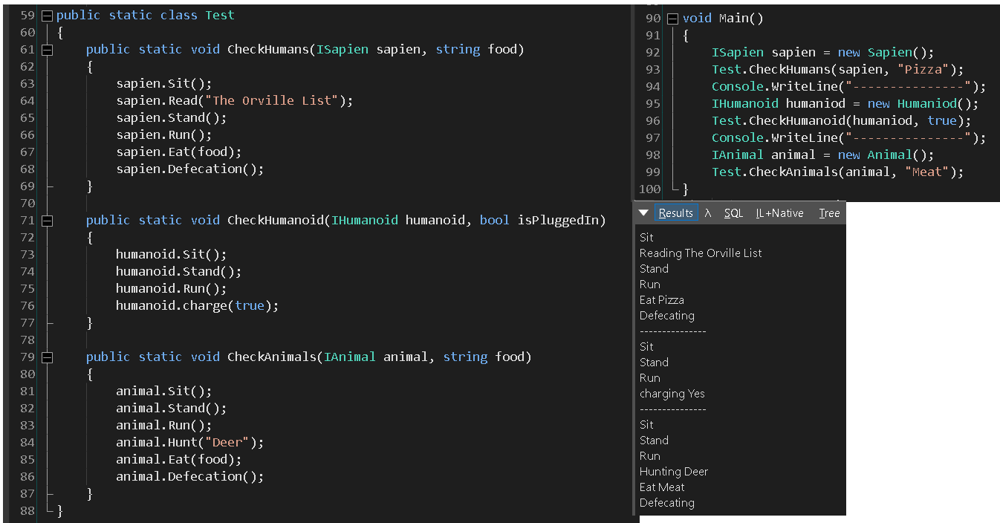 59 public static class Test
60 {
61 public static void CheckHumans(ISapien sapien, string food)
62 {
63 sapien.Sit();
64 sapien.Read("The Orville List");
65 sapien.Stand();
66 sapien.Run();
67 sapien.Eat(food);
68 sapien.Defecation();
69 }
70
71 public static void CheckHumanoid(IHumanoid humanoid, bool isPluggedIn)
72 {
73 humanoid.Sit();
74 humanoid.Stand();
75 humanoid.Run();
76 humanoid.charge(true);
77 }
78
79 public static void CheckAnimals(IAnimal animal, string food)
80 {
81 animal.Sit();
82 animal.Stand();
83 animal.Run();
84 animal.Hunt("Deer");
85 animal.Eat(food);
86 animal.Defecation();
87 }
88 }
90 void Main()
91 {
92 ISapien sapien = new Sapien();
93 Test.CheckHumans(sapien, "Pizza");
94 Console.WriteLine("---------------");
95 IHumanoid humaniod = new Humaniod();
96 Test.CheckHumanoid(humaniod, true);
97 Console.WriteLine("---------------");
98 IAnimal animal = new Animal();
99 Test.CheckAnimals(animal, "Meat");
100 }
Results λ SQL IL+Native Tree
Sit
Reading The Orville List
Stand
Run
Eat Pizza
Defecating
---------------
Sit
Stand
Run
charging Yes
---------------
Sit
Stand
Run
Hunting Deer
Eat Meat
Defecating